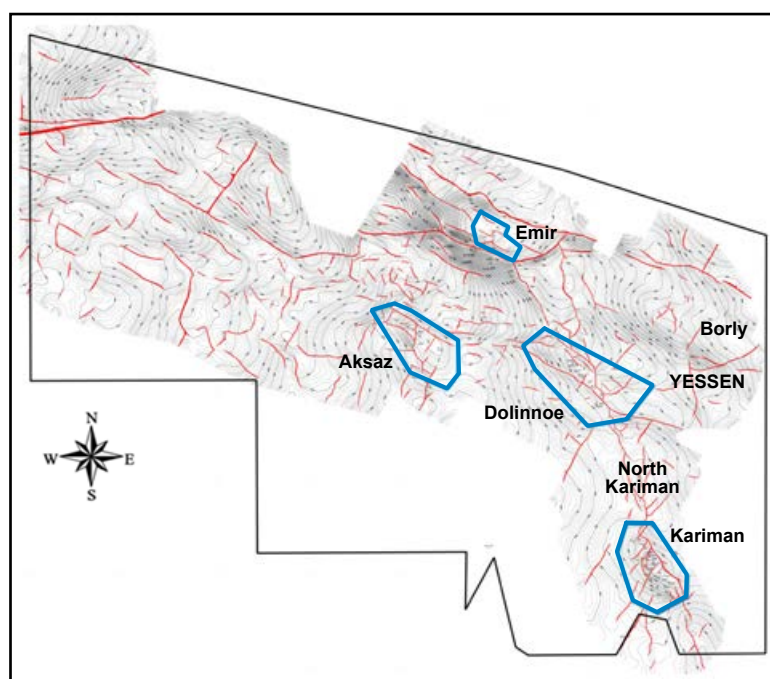 Emir
Borly
Aksaz
YESSEN
Dolinnoe
North
Kariman
Kariman
N
W E
S